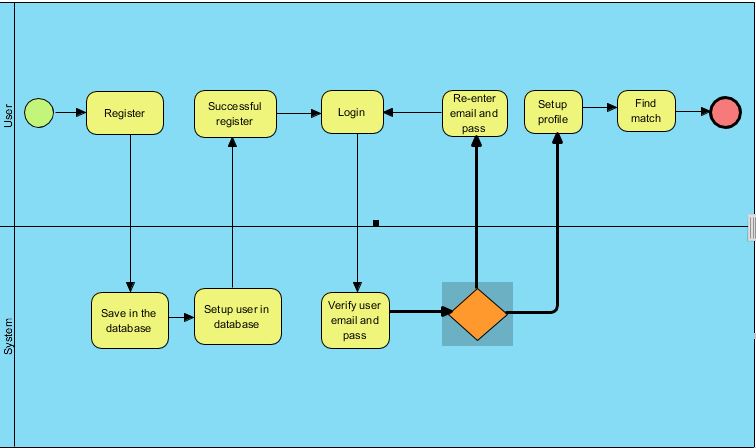 User
Register
Successful
register
Login
Re-enter
email and
pass
Setup
profile
Find
match
System
Save in the
database
Setup user in
database
Verify user
email and
pass